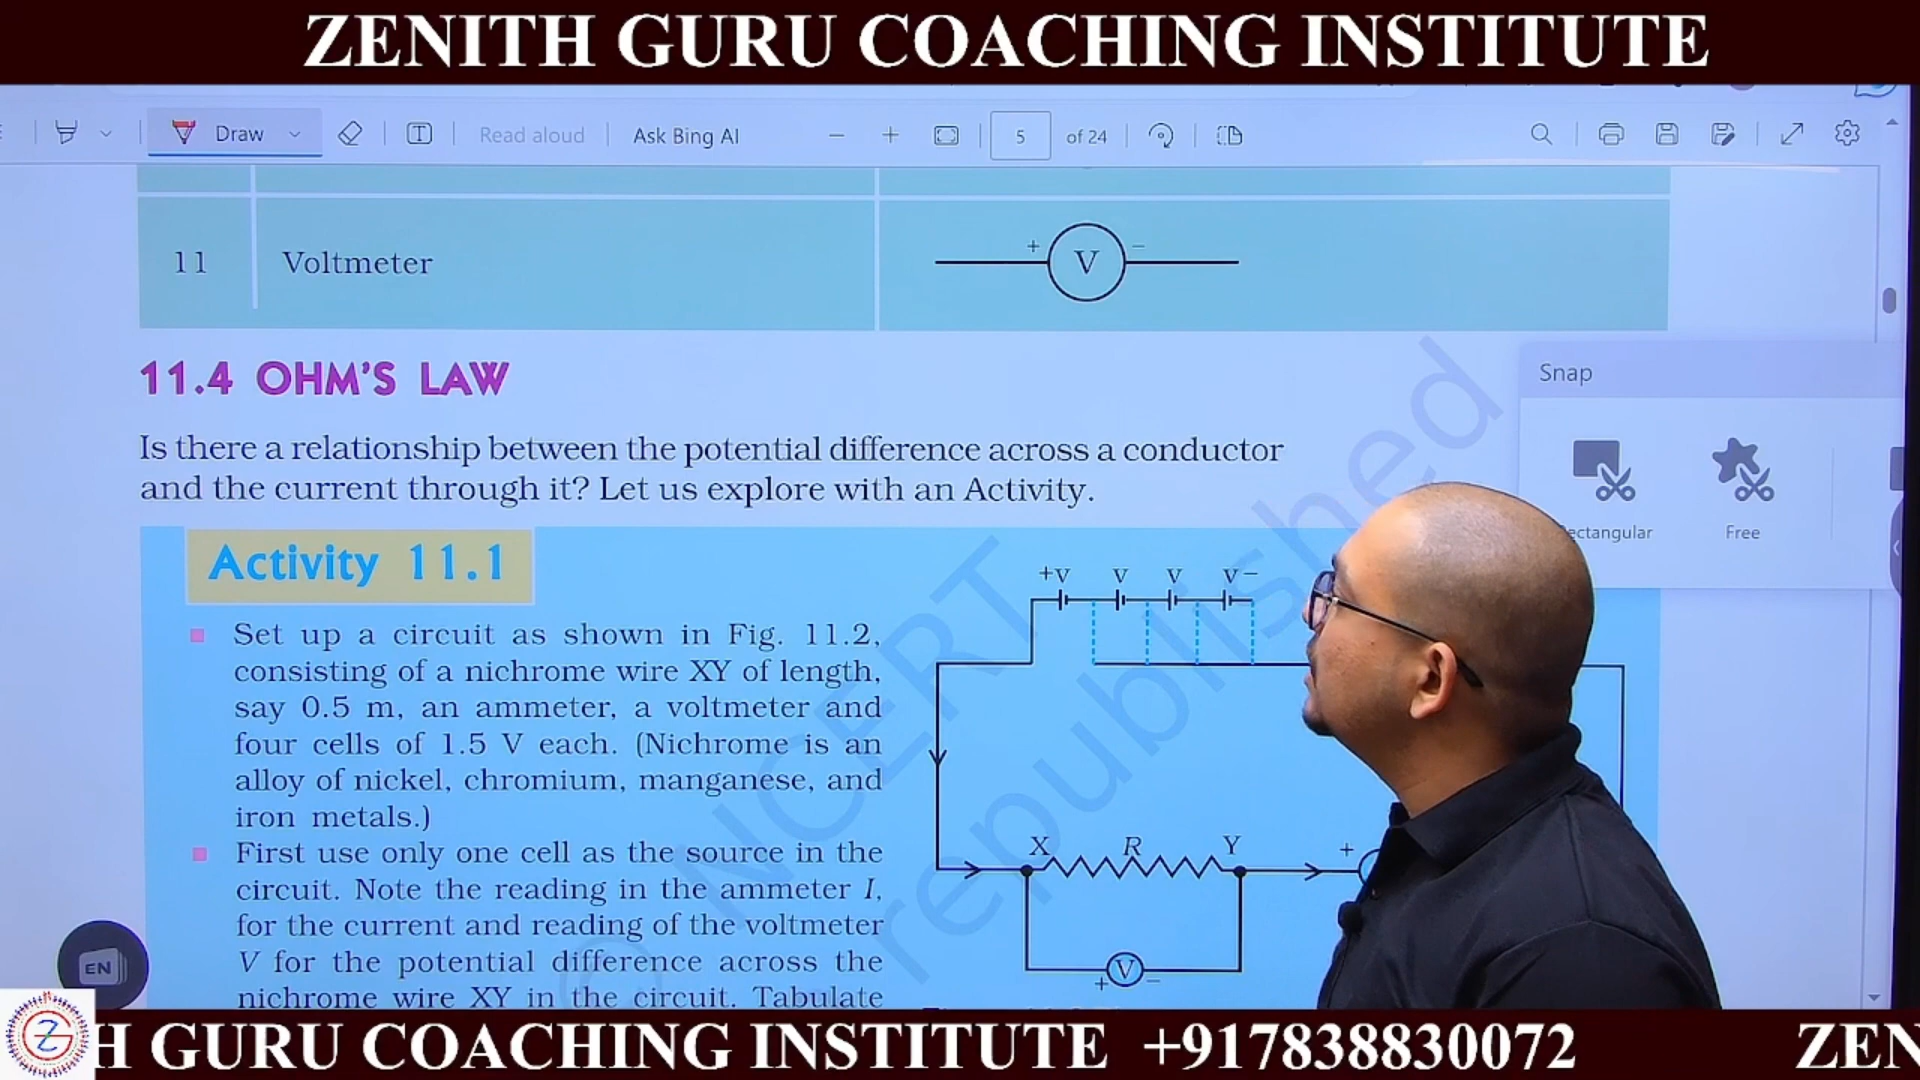 ZENITH GURU COACHING INSTITUTE
Draw
Read aloud
Ask Bing AI
5 of 24
11 Voltmeter
+ V −
11.4 OHM'S LAW
Is there a relationship between the potential difference across a conductor
and the current through it? Let us explore with an Activity.
Snap
ectangular
Free
Activity 11.1
Set up a circuit as shown in Fig. 11.2,
consisting of a nichrome wire XY of length,
say 0.5 m, an ammeter, a voltmeter and
four cells of 1.5 V each. (Nichrome is an
alloy of nickel, chromium, manganese, and
iron metals.)
First use only one cell as the source in the
circuit. Note the reading in the ammeter I,
for the current and reading of the voltmeter
V for the potential difference across the
nichrome wire XY in the circuit. Tabulate
+V V V V−
X R Y +
+ V −
© NCERT
republished
EN
Z
H GURU COACHING INSTITUTE +917838830072 ZEN